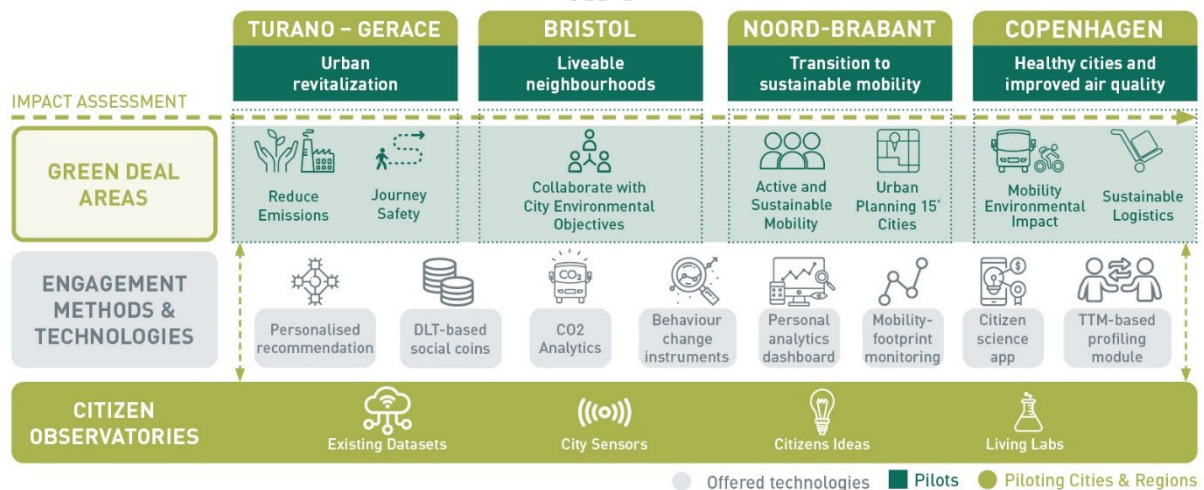 TURANO – GERACE
BRISTOL
NOORD-BRABANT
COPENHAGEN
Urban
revitalization
Liveable
neighbourhoods
Transition to
sustainable mobility
Healthy cities and
improved air quality
IMPACT ASSESSMENT
GREEN DEAL
AREAS
Reduce
Emissions
Journey
Safety
Collaborate with
City Environmental
Objectives
Active and
Sustainable
Mobility
Urban
Planning 15'
Cities
Mobility
Environmental
Impact
Sustainable
Logistics
ENGAGEMENT
METHODS &
TECHNOLOGIES
Personalised
recommendation
DLT-based
social coins
CO2
CO2
Analytics
Behaviour
change
instruments
Personal
analytics
dashboard
Mobility-
footprint
monitoring
Citizen
science
app
TTM-based
profiling
module
CITIZEN
OBSERVATORIES
Existing Datasets
City Sensors
Citizens Ideas
Living Labs
Offered technologies
Pilots
Piloting Cities & Regions